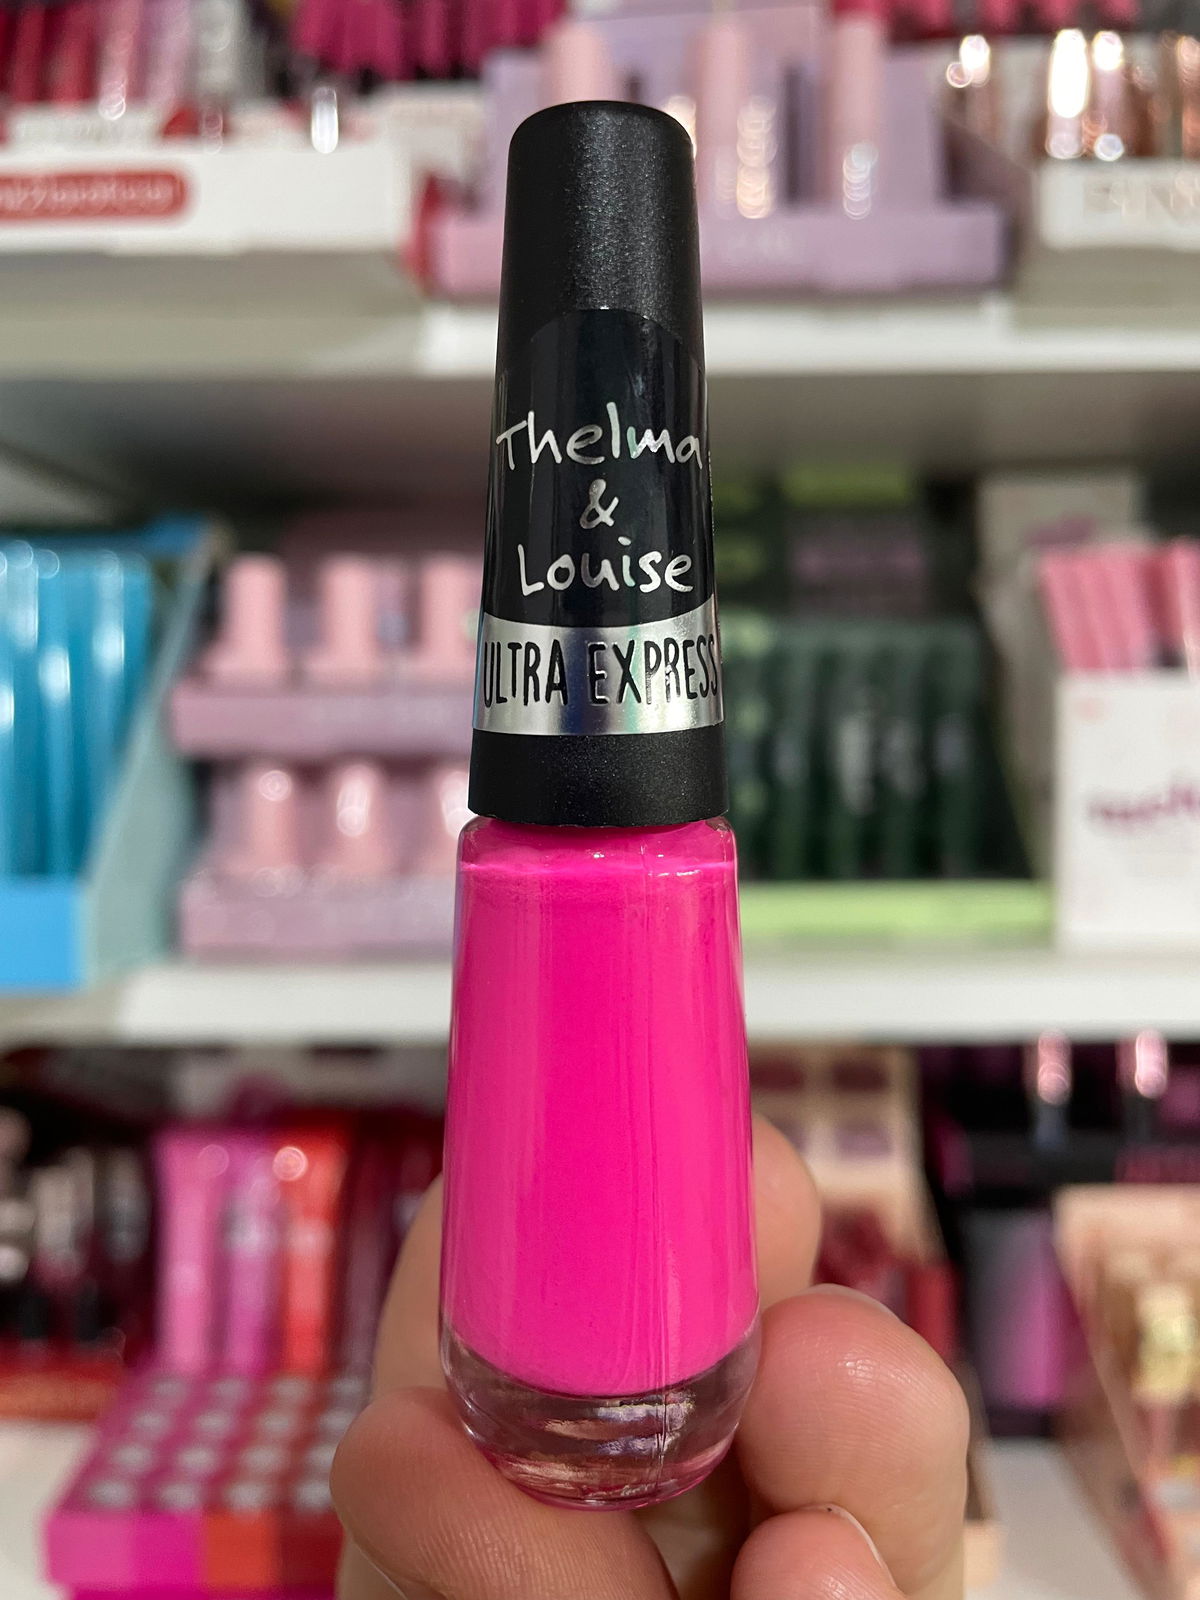 Thelma
&
Louise
ULTRA EXPRESS